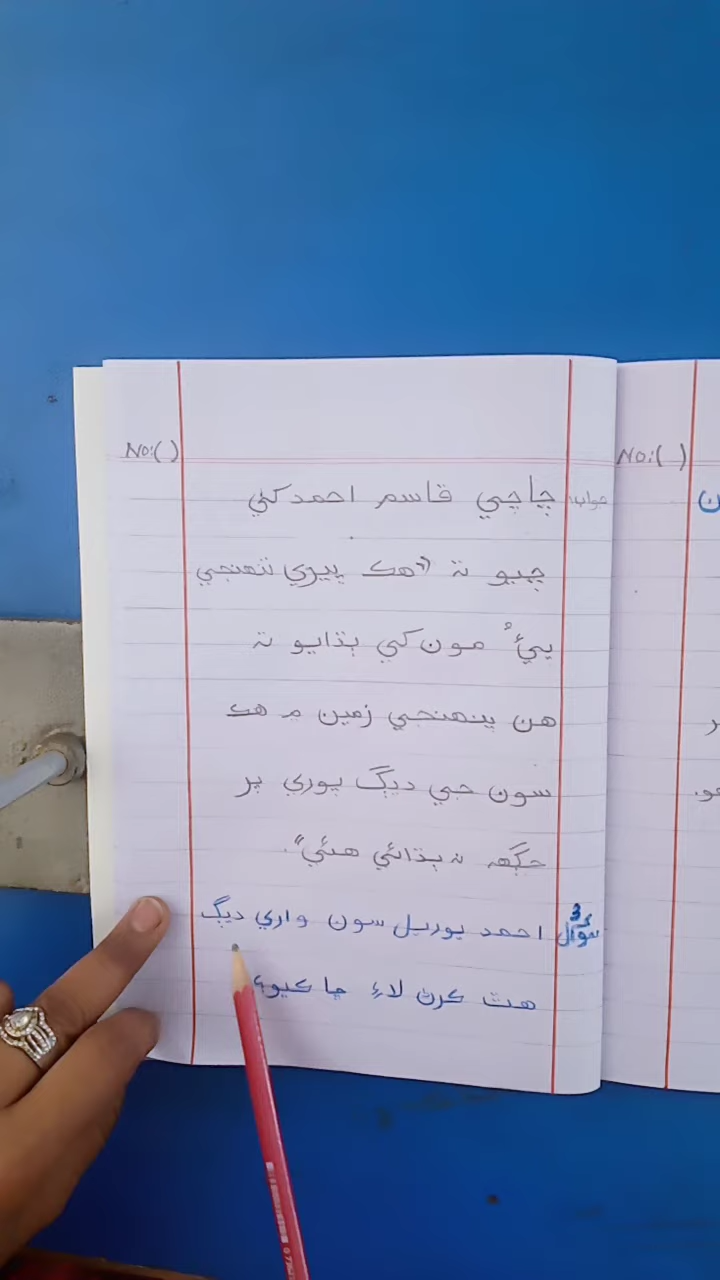 No:( )
No:( )
جواب: چاچي قاسم احمد کي
چيو ته "هڪ ڀيري تنهنجي
پيءُ مون کي ٻڌايو ته
هن پنهنجي زمين ۾ هڪ
سون جي ديڳ پوري پر
جڳهه نه ٻڌائي هئي".
سوال 3 احمد پوريل سون واري ديڳ
هٿ ڪرڻ لاءِ ڇا ڪيو؟